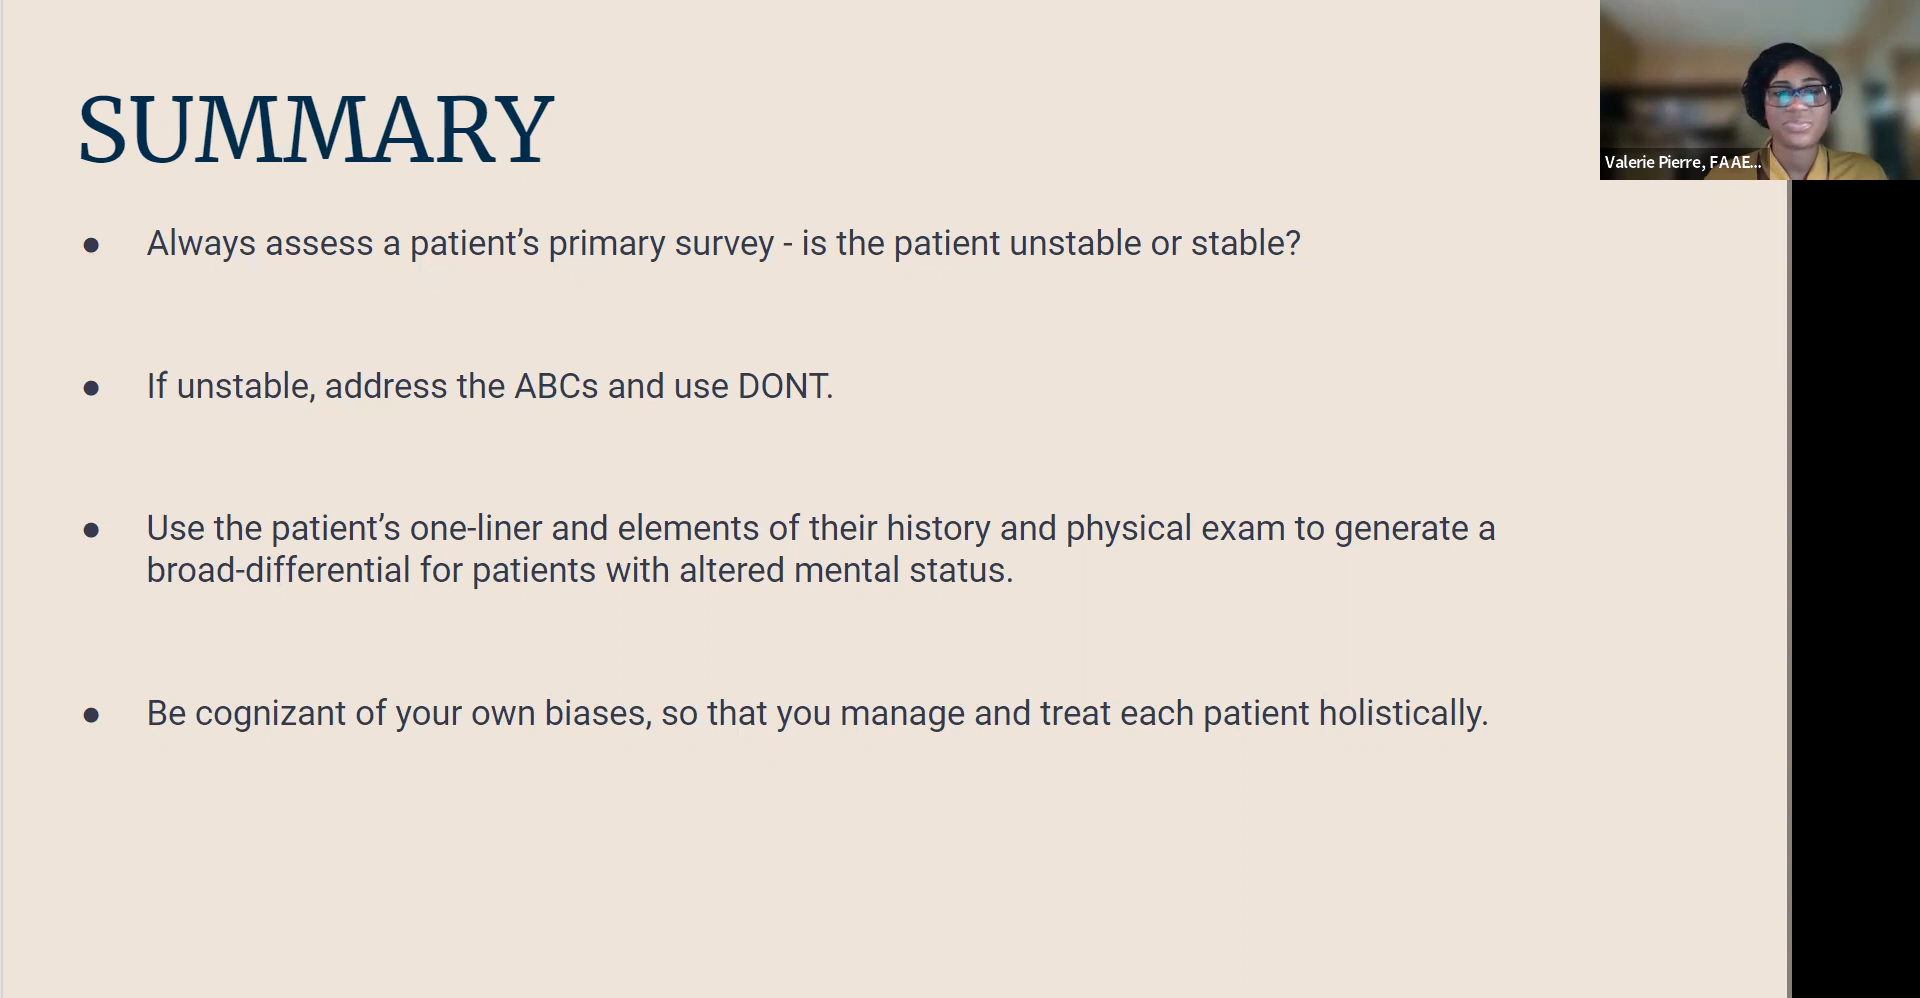 SUMMARY
● Always assess a patient’s primary survey - is the patient unstable or stable?
● If unstable, address the ABCs and use DONT.
● Use the patient’s one-liner and elements of their history and physical exam to generate a
broad-differential for patients with altered mental status.
● Be cognizant of your own biases, so that you manage and treat each patient holistically.
Valerie Pierre, FAAE...